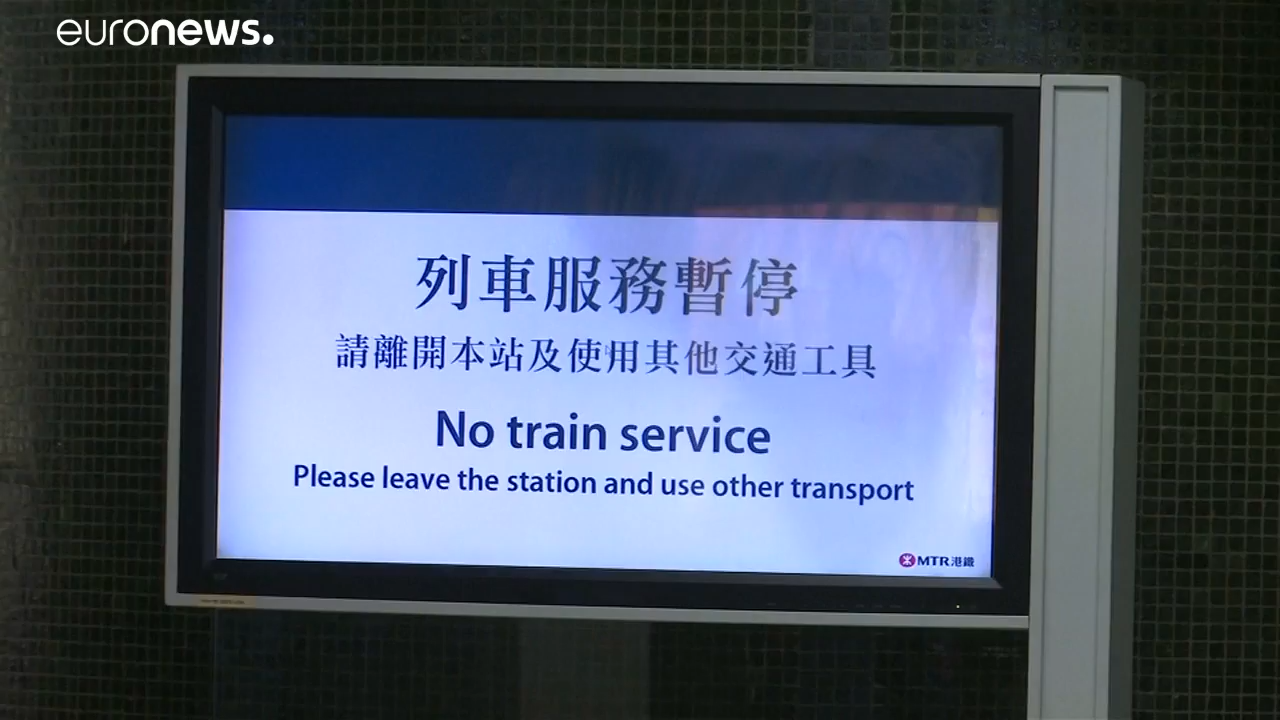 euronews.
列車服務暫停
請離開本站及使用其他交通工具
No train service
Please leave the station and use other transport
MTR港鐵